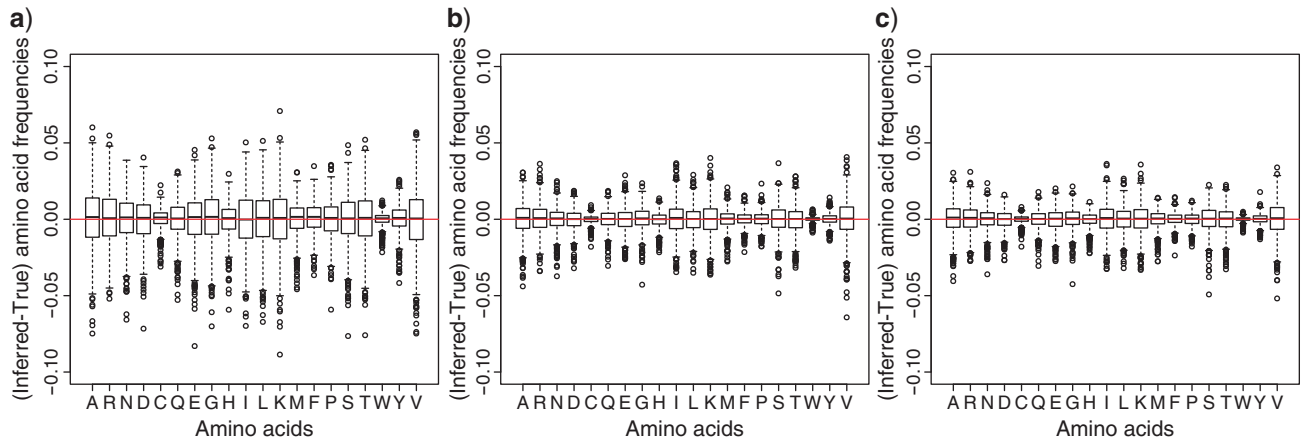 a)
(Inferred-True) amino acid frequencies
0.10
0.05
0.00
−0.05
−0.10
A R N D C Q E G H I L K M F P S T W Y V
Amino acids
b)
(Inferred-True) amino acid frequencies
0.10
0.05
0.00
−0.05
−0.10
A R N D C Q E G H I L K M F P S T W Y V
Amino acids
c)
(Inferred-True) amino acid frequencies
0.10
0.05
0.00
−0.05
−0.10
A R N D C Q E G H I L K M F P S T W Y V
Amino acids